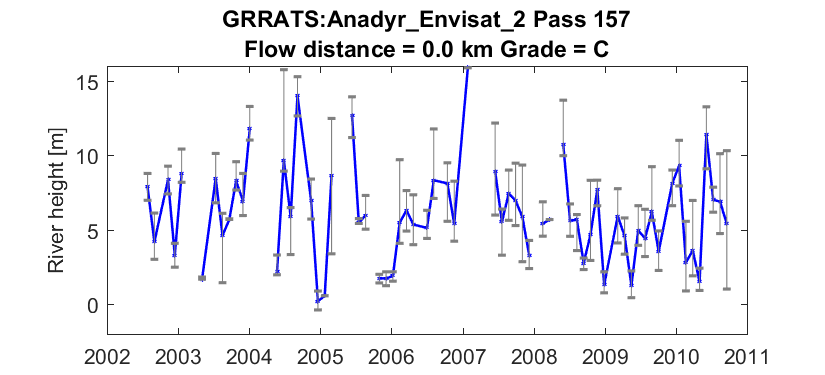 GRRATS:Anadyr_Envisat_2 Pass 157
Flow distance = 0.0 km Grade = C
River height [m]
15
10
5
0
2002 2003 2004 2005 2006 2007 2008 2009 2010 2011